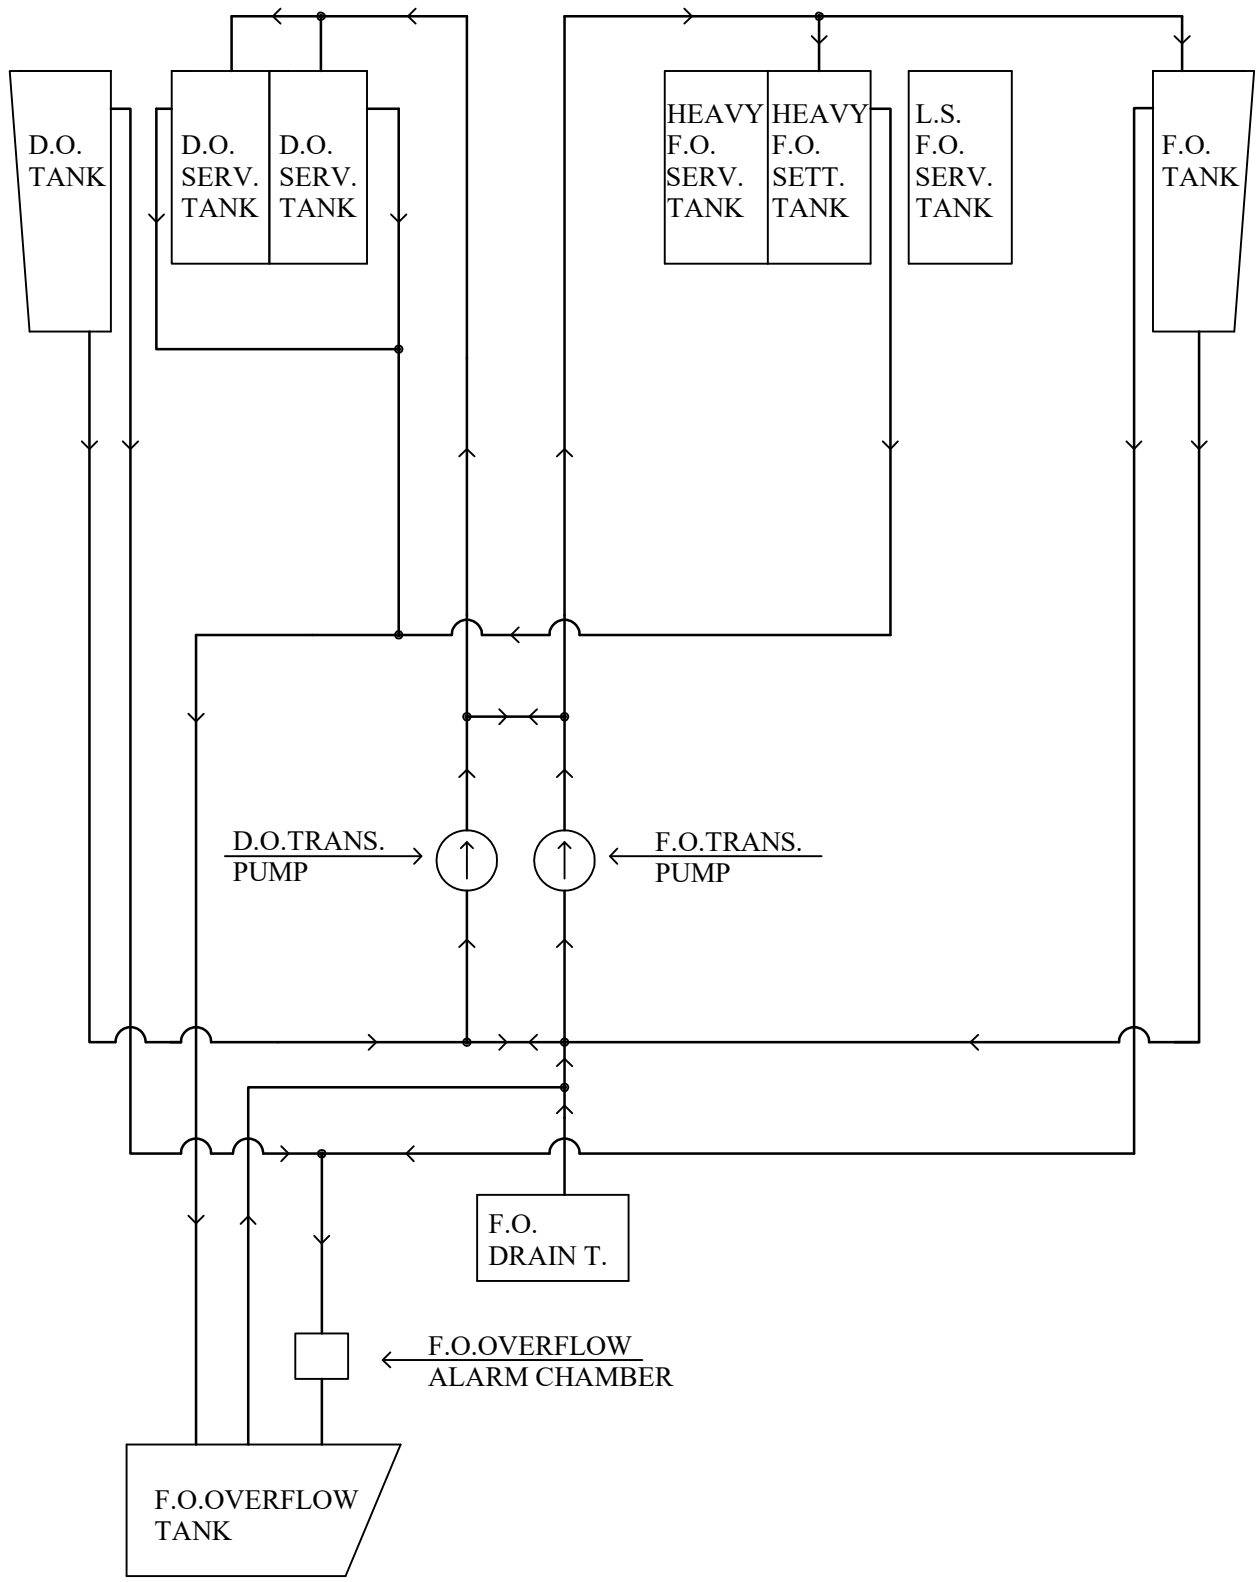 D.O.
TANK
D.O.
SERV.
TANK
D.O.
SERV.
TANK
HEAVY
F.O.
SERV.
TANK
HEAVY
F.O.
SETT.
TANK
L.S.
F.O.
SERV.
TANK
F.O.
TANK
D.O.TRANS.
PUMP
F.O.TRANS.
PUMP
F.O.
DRAIN T.
F.O.OVERFLOW
ALARM CHAMBER
F.O.OVERFLOW
TANK